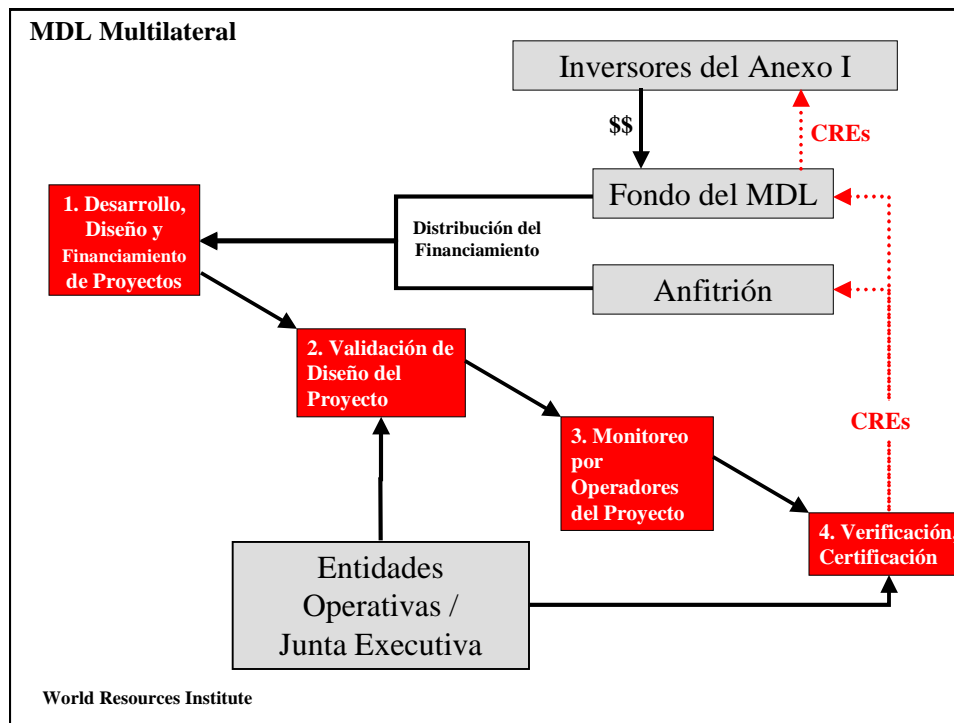 MDL Multilateral
Inversores del Anexo I
$$
CREs
Fondo del MDL
1. Desarrollo,
Diseño y
Financiamiento
de Proyectos
Distribución del
Financiamiento
Anfitrión
2. Validación de
Diseño del
Proyecto
CREs
3. Monitoreo
por
Operadores
del Proyecto
4. Verificación,
Certificación
Entidades
Operativas /
Junta Executiva
World Resources Institute